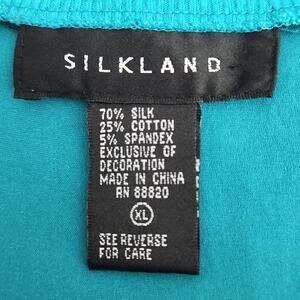 SILKLAND
70% SILK
25% COTTON
5% SPANDEX
EXCLUSIVE OF
DECORATION
MADE IN CHINA
RN 88820
XL
SEE REVERSE
FOR CARE